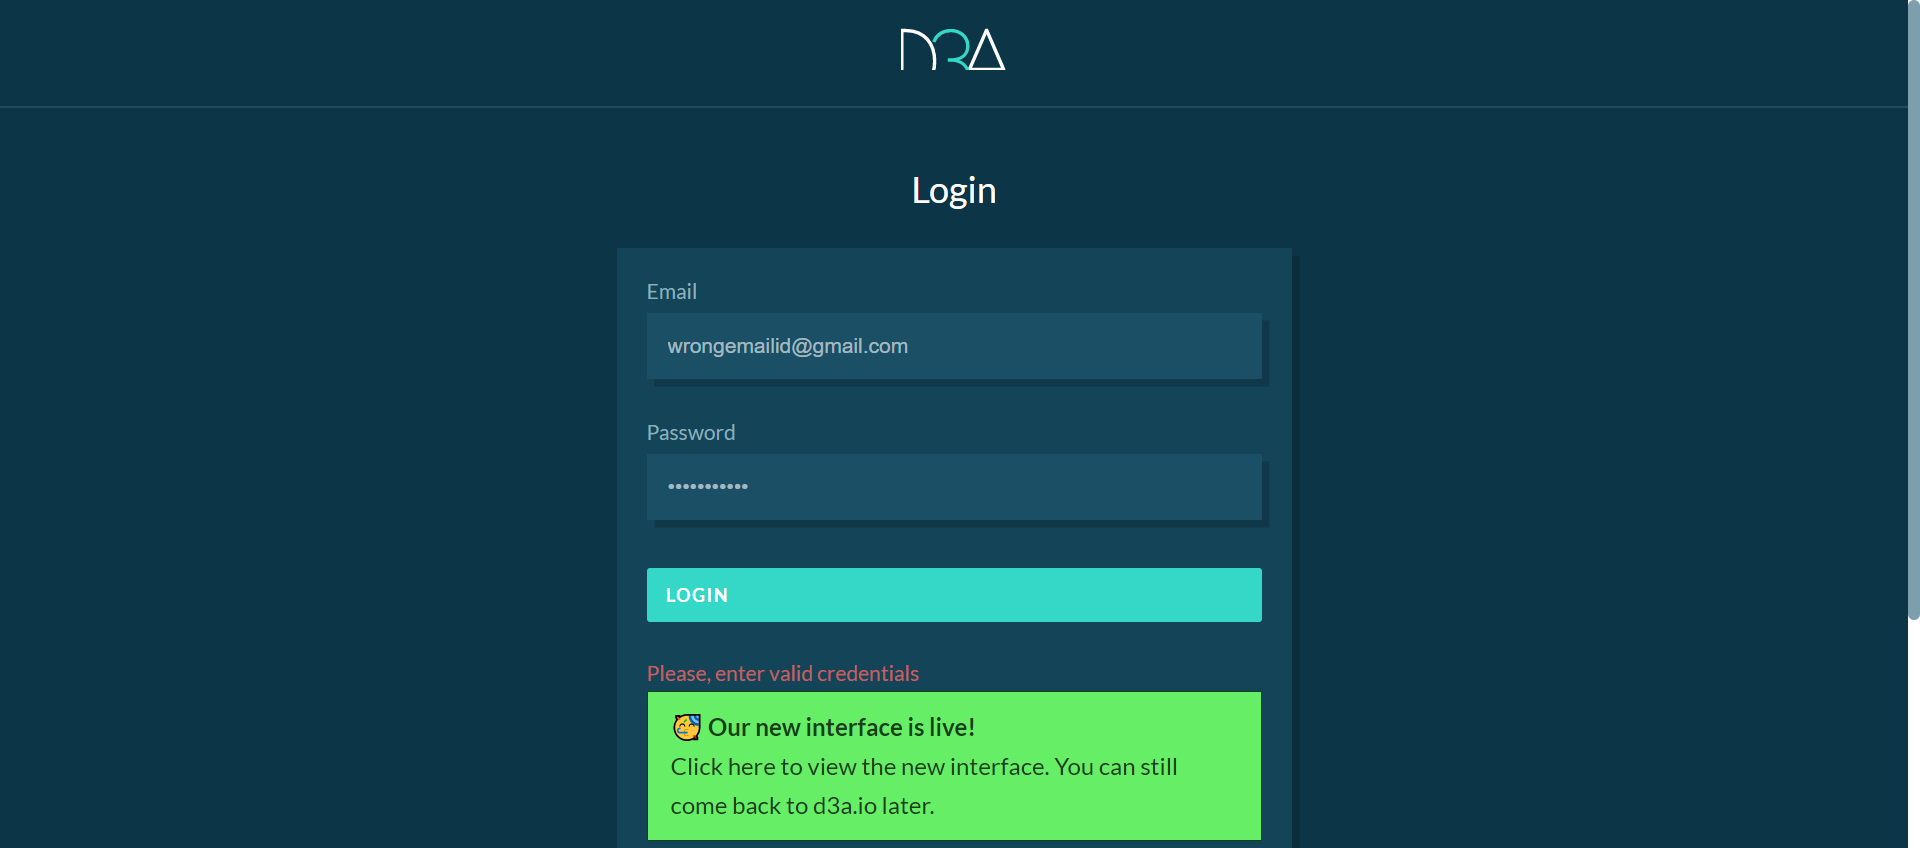 D3A
Login
Email
wrongemailid@gmail.com
Password
•••••••••••
LOGIN
Please, enter valid credentials
🥳 Our new interface is live!
Click here to view the new interface. You can still
come back to d3a.io later.